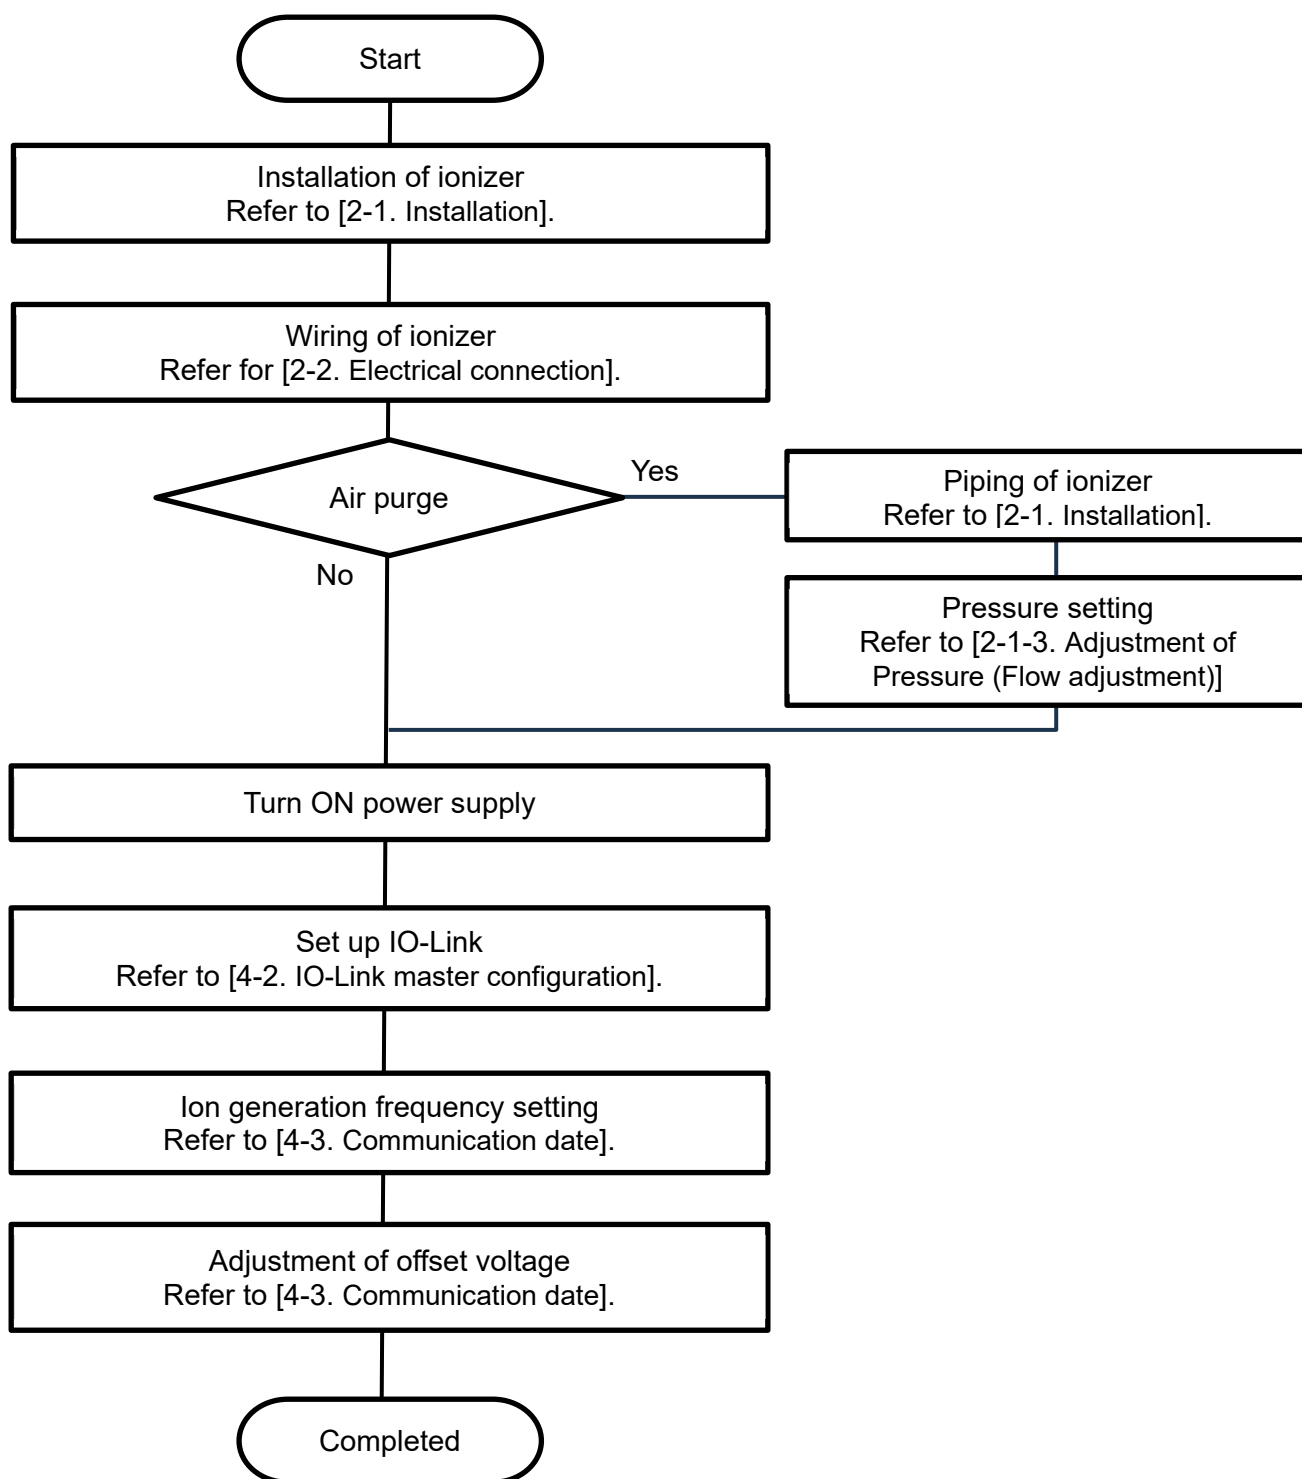 Start
Installation of ionizer
Refer to [2-1. Installation].
Wiring of ionizer
Refer for [2-2. Electrical connection].
Air purge
Yes
Piping of ionizer
Refer to [2-1. Installation].
No
Pressure setting
Refer to [2-1-3. Adjustment of
Pressure (Flow adjustment)]
Turn ON power supply
Set up IO-Link
Refer to [4-2. IO-Link master configuration].
Ion generation frequency setting
Refer to [4-3. Communication date].
Adjustment of offset voltage
Refer to [4-3. Communication date].
Completed